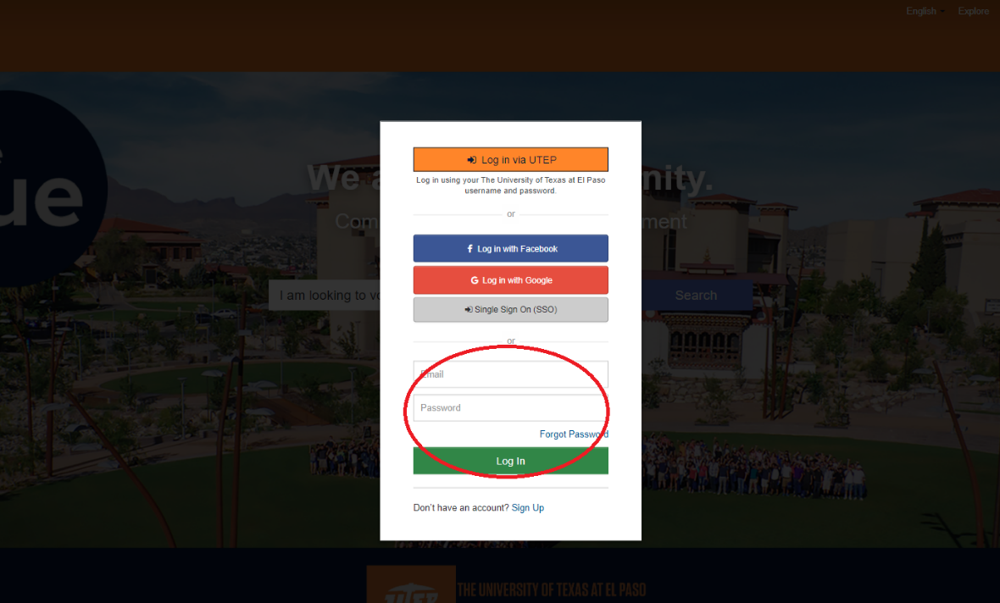 English
Explore
ue
Log in via UTEP
We a
nity.
Log in using your The University of Texas at El Paso
username and password.
or
Com
ment
Log in with Facebook
Log in with Google
I am looking to vo
Search
Single Sign On (SSO)
or
Email
Password
Forgot Password
Log In
Don't have an account? Sign Up
THE UNIVERSITY OF TEXAS AT EL PASO
UTEP